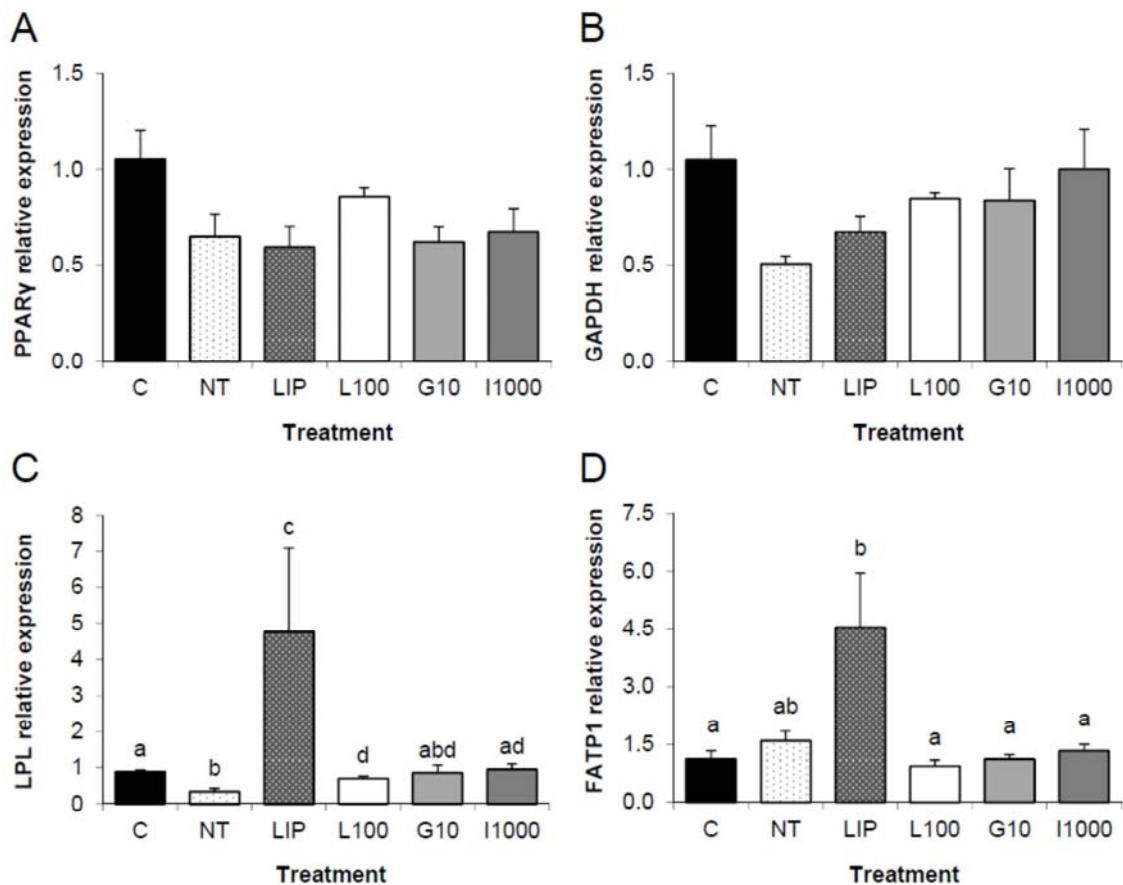 A
PPARγ relative expression
1.5
1.0
0.5
0.0
C NT LIP L100 G10 I1000
Treatment
B
GAPDH relative expression
1.5
1.0
0.5
0.0
C NT LIP L100 G10 I1000
Treatment
C
LPL relative expression
8
7
6
5
4
3
2
1
0
a b c d abd ad
C NT LIP L100 G10 I1000
Treatment
D
FATP1 relative expression
7.5
6.0
4.5
3.0
1.5
0.0
a ab b a a a
C NT LIP L100 G10 I1000
Treatment